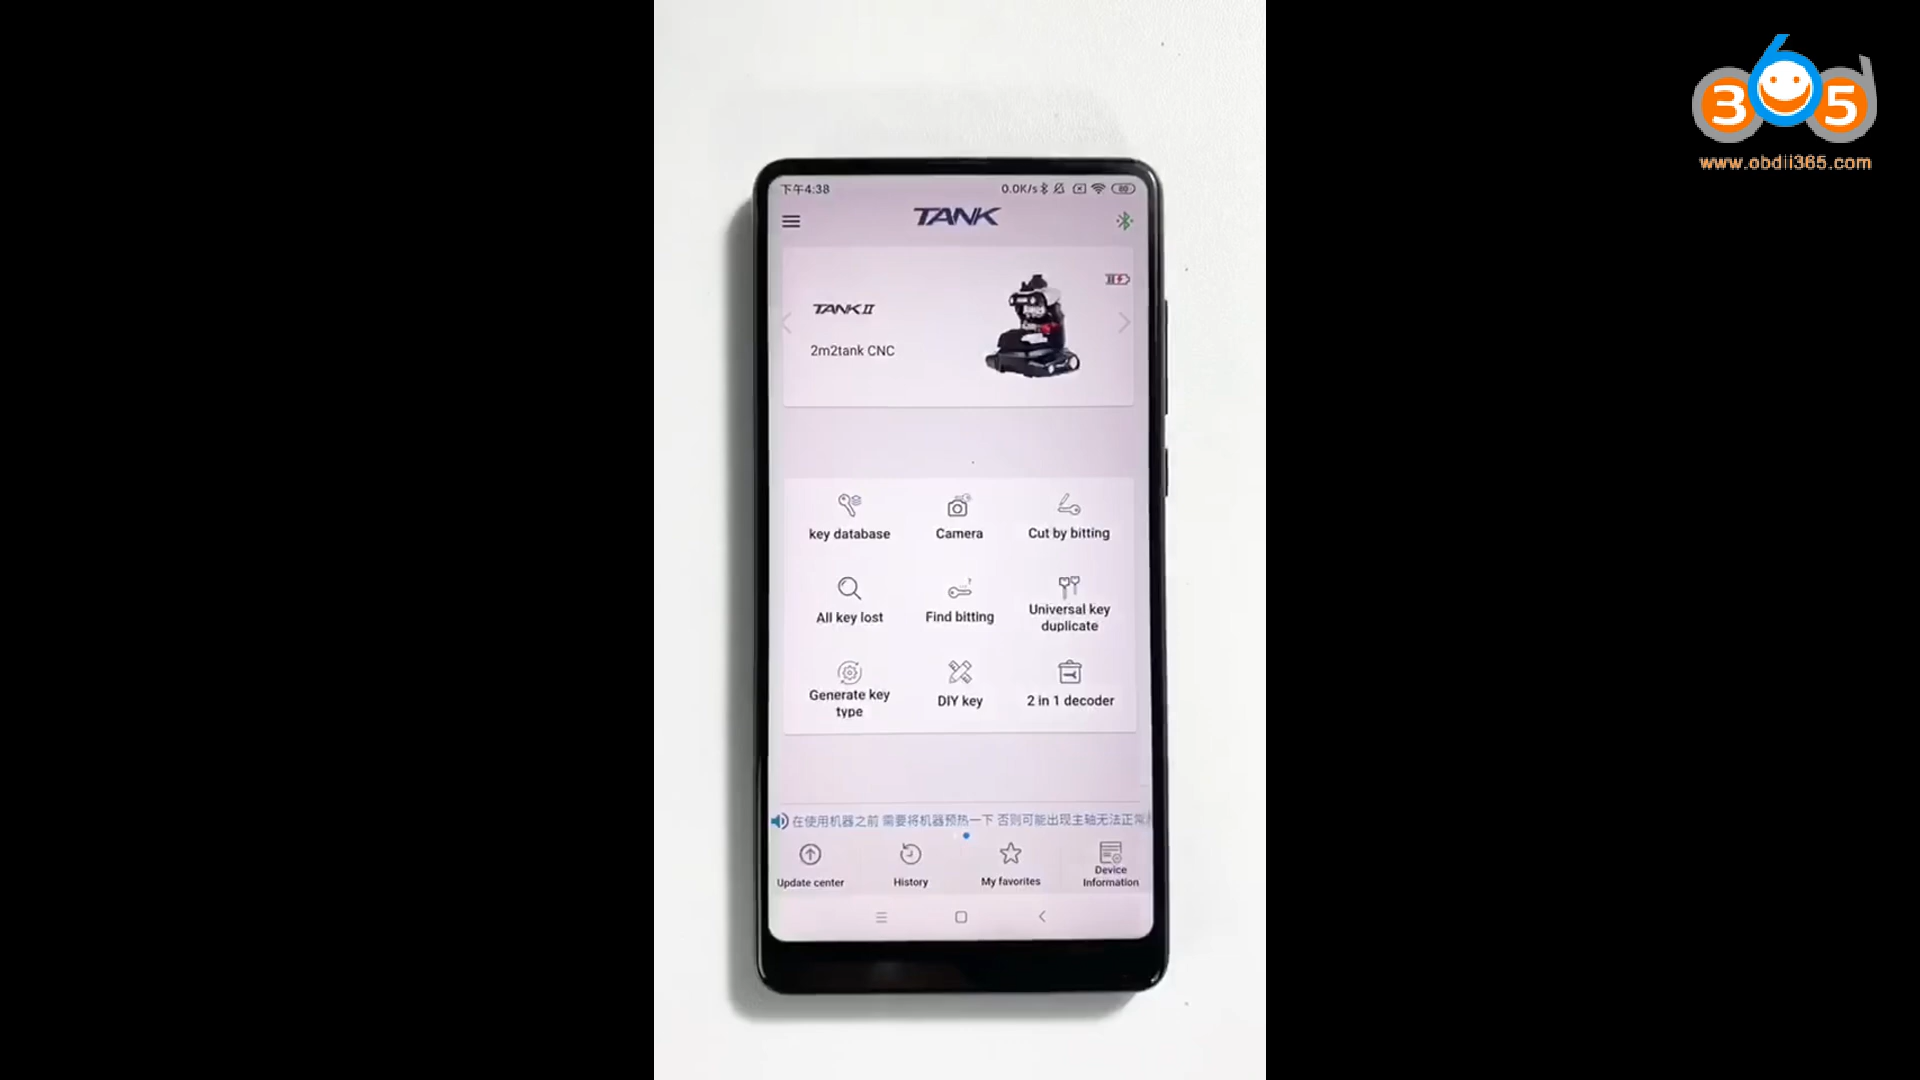 365
www.obdii365.com
下午4:38
0.0K/s
80
TANK
TANK II
2m2tank CNC
key database
Camera
Cut by bitting
All key lost
Find bitting
Universal key
duplicate
Generate key
type
DIY key
2 in 1 decoder
在使用机器之前 需要将机器预热一下 否则可能出现主轴无法正常
Update center
History
My favorites
Device
Information